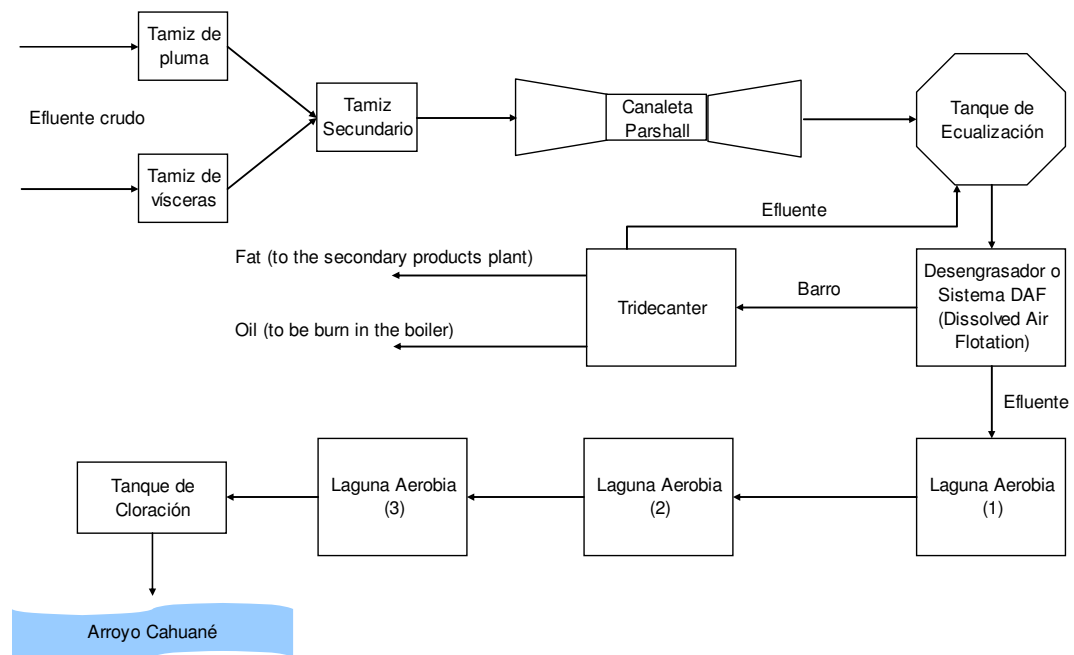 Tamiz de
pluma
Efluente crudo
Tamiz de
vísceras
Tamiz
Secundario
Canaleta
Parshall
Tanque de
Ecualización
Efluente
Fat (to the secondary products plant)
Oil (to be burn in the boiler)
Tridecanter
Barro
Desengrasador o
Sistema DAF
(Dissolved Air
Flotation)
Efluente
Laguna Aerobia
(1)
Laguna Aerobia
(2)
Laguna Aerobia
(3)
Tanque de
Cloración
Arroyo Cahuané